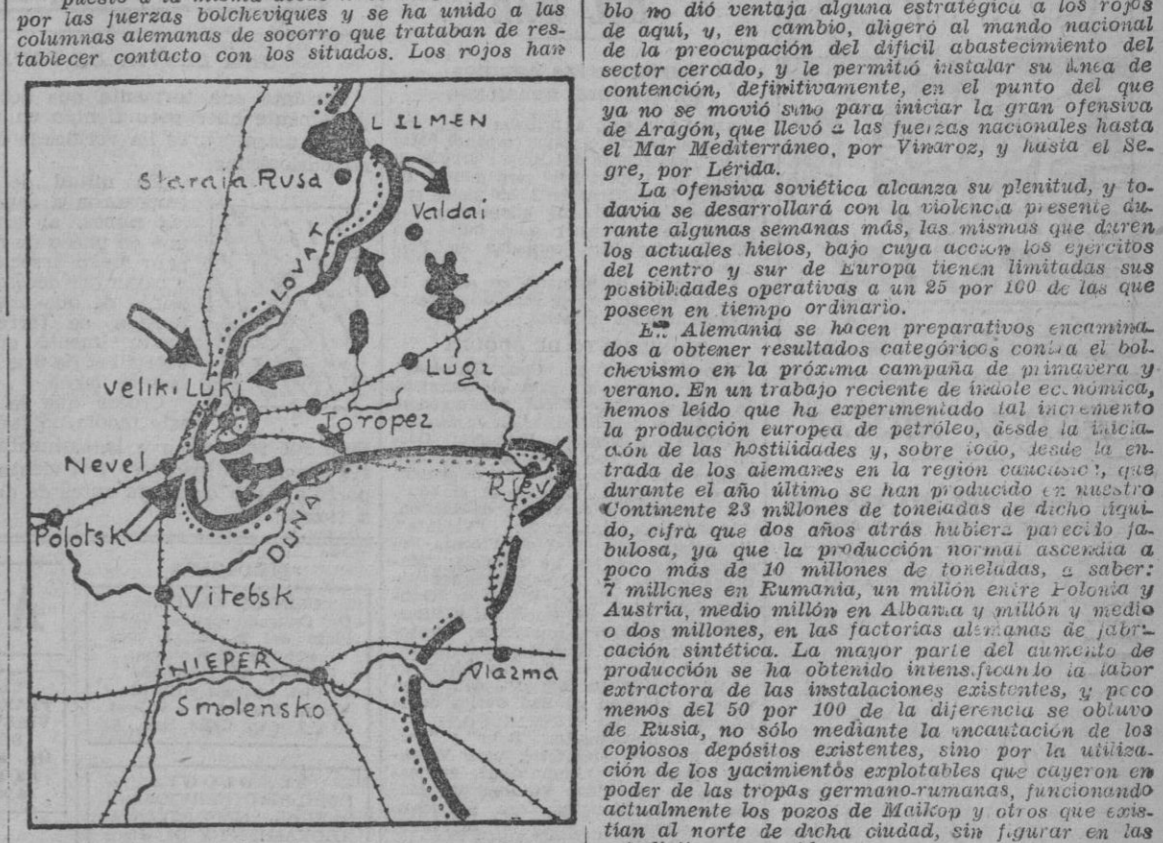 por las fuerzas bolcheviques y se ha unido a las
columnas alemanas de socorro que trataban de res-
tablecer contacto con los sitiados. Los rojos han
L ILMEN
Staraia Rusa
Valdai
LOVAT
Veliki Luki
Luga
Toropez
Nevel
Rjev
Polotsk
DUNA
Vitebsk
NIEPER
Viazma
Smolensko
blo no dió ventaja alguna estratégica a los rojos
de aquí, y, en cambio, aligeró al mando nacional
de la preocupación del difícil abastecimiento del
sector cercado, y le permitió instalar su línea de
contención, definitivamente, en el punto del que
ya no se movió sino para iniciar la gran ofensiva
de Aragón, que llevó a las fuerzas nacionales hasta
el Mar Mediterráneo, por Vinaroz, y hasta el Se-
gre, por Lérida.
La ofensiva soviética alcanza su plenitud, y to-
davia se desarrollará con la violencia presente du-
rante algunas semanas más, las mismas que duren
los actuales hielos, bajo cuya accion los ejércitos
del centro y sur de Europa tienen limitadas sus
posibilidades operativas a un 25 por 100 de las que
poseen en tiempo ordinario.
En Alemania se hacen preparativos encamina-
dos a obtener resultados categóricos contra el bol-
chevismo en la próxima campaña de primavera y
verano. En un trabajo reciente de índole económica,
hemos leído que ha experimentado tal incremento
la producción europea de petróleo, desde la inicia-
ción de las hostilidades y, sobre todo, desde la en-
trada de los alemanes en la región caucásica, que
durante el año último se han producido en nuestro
Continente 23 millones de toneladas de dicho líqui-
do, cifra que dos años atrás hubiera parecido fa-
bulosa, ya que la producción normal ascendía a
poco más de 10 millones de toneladas, a saber:
7 millones en Rumania, un millón entre Polonia y
Austria, medio millón en Albania y millón y medio
o dos millones, en las factorías alemanas de fabri-
cación sintética. La mayor parte del aumento de
producción se ha obtenido intensificando la labor
extractora de las instalaciones existentes, y poco
menos del 50 por 100 de la diferencia se obtuvo
de Rusia, no sólo mediante la incautación de los
copiosos depósitos existentes, sino por la utiliza-
ción de los yacimientos explotables que cayeron en
poder de las tropas germano-rumanas, funcionando
actualmente los pozos de Maikop y otros que exis-
tían al norte de dicha ciudad, sin figurar en las